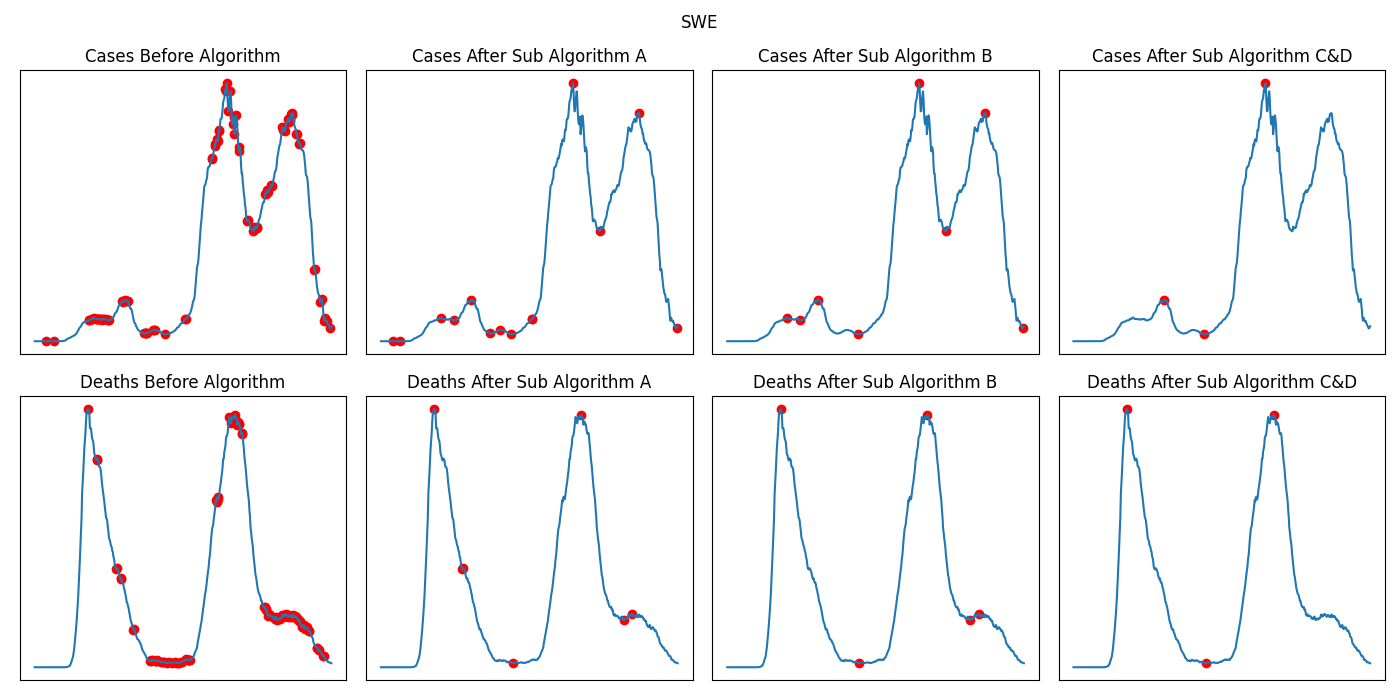 SWE
Cases Before Algorithm
Cases After Sub Algorithm A
Cases After Sub Algorithm B
Cases After Sub Algorithm C&D
Deaths Before Algorithm
Deaths After Sub Algorithm A
Deaths After Sub Algorithm B
Deaths After Sub Algorithm C&D